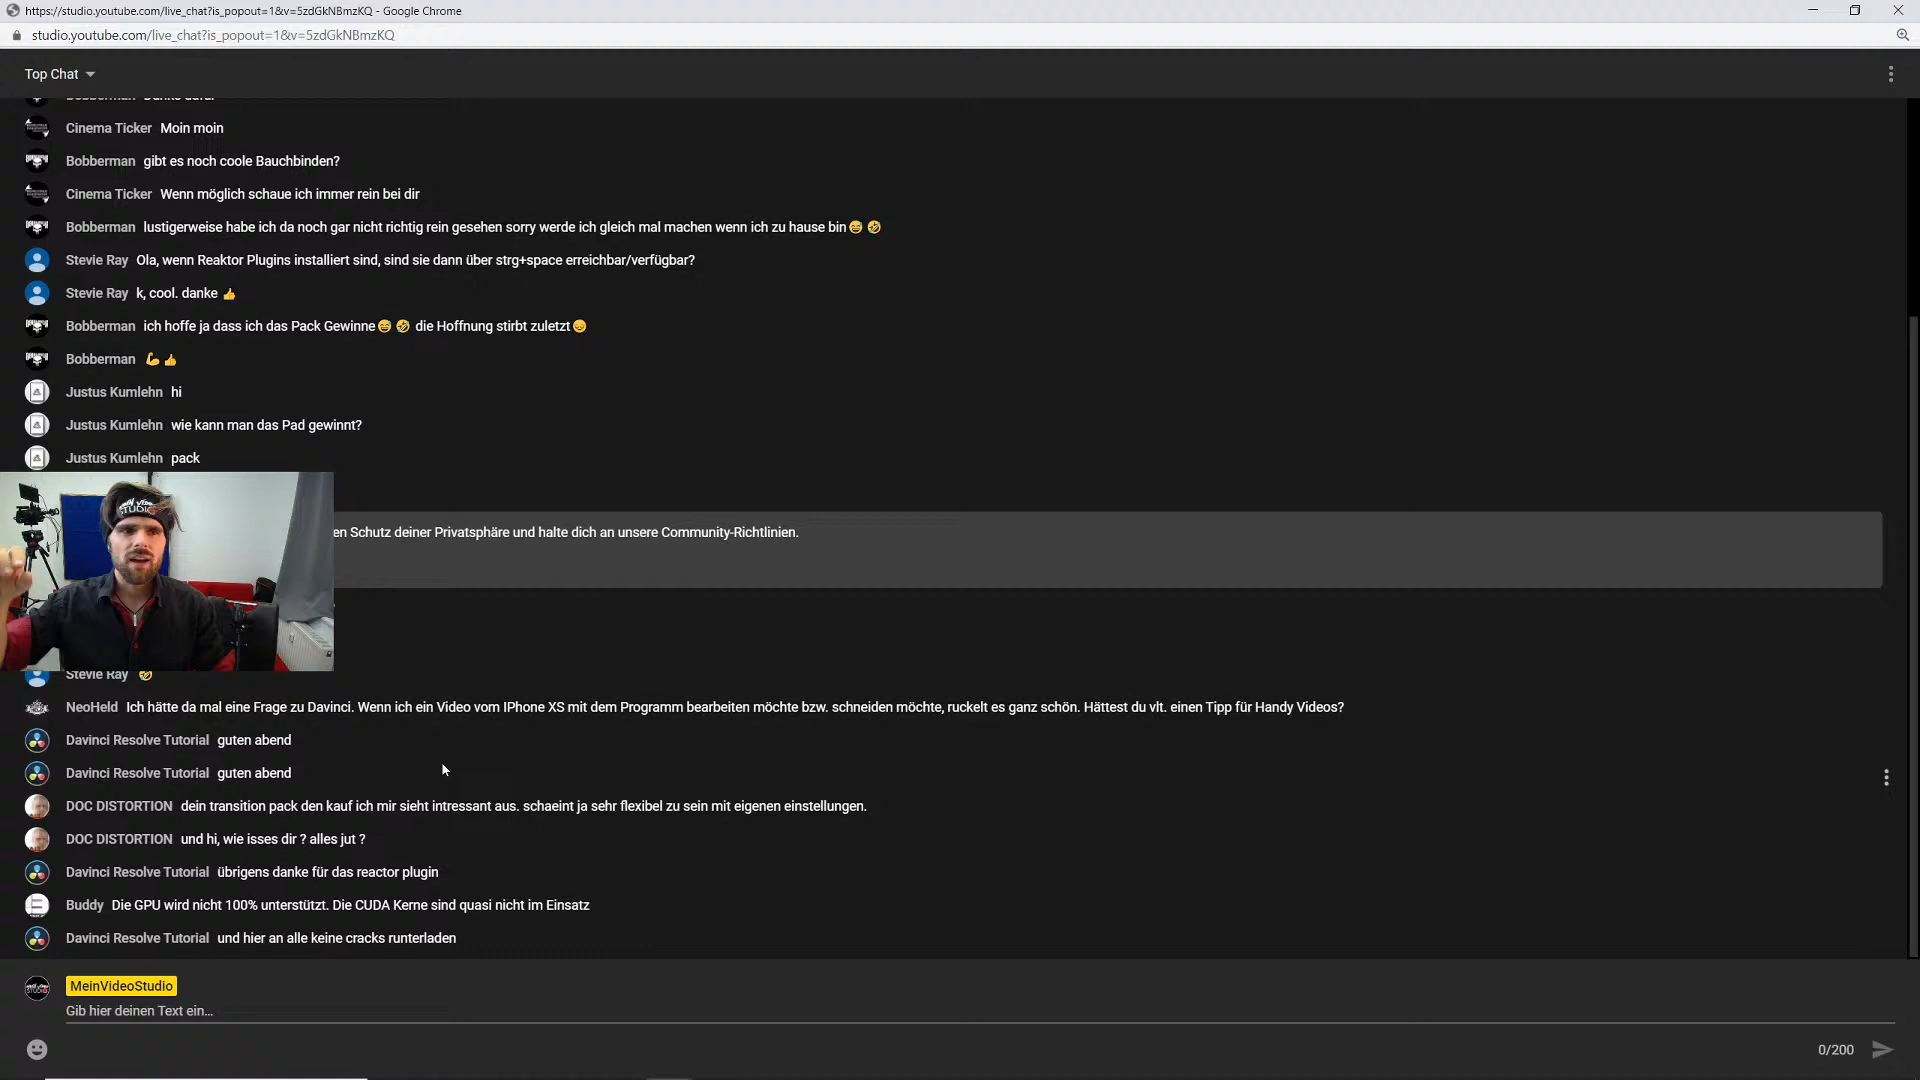 https://studio.youtube.com/live_chat?is_popout=1&v=5zdGkNBmzKQ - Google Chrome
studio.youtube.com/live_chat?is_popout=1&v=5zdGkNBmzKQ
Top Chat
Bobberman Danke dafür
Cinema Ticker Moin moin
Bobberman gibt es noch coole Bauchbinden?
Cinema Ticker Wenn möglich schaue ich immer rein bei dir
Bobberman lustigerweise habe ich da noch gar nicht richtig rein gesehen sorry werde ich gleich mal machen wenn ich zu hause bin😅 🤣
Stevie Ray Ola, wenn Reaktor Plugins installiert sind, sind sie dann über strg+space erreichbar/verfügbar?
Stevie Ray k, cool. danke 👍
Bobberman ich hoffe ja dass ich das Pack Gewinne😅 🤣 die Hoffnung stirbt zuletzt😔
Bobberman 💪 👍
Justus Kumlehn hi
Justus Kumlehn wie kann man das Pad gewinnt?
Justus Kumlehn pack
en Schutz deiner Privatsphäre und halte dich an unsere Community-Richtlinien.
Stevie Ray 🤣
NeoHeld Ich hätte da mal eine Frage zu Davinci. Wenn ich ein Video vom IPhone XS mit dem Programm bearbeiten möchte bzw. schneiden möchte, ruckelt es ganz schön. Hättest du vlt. einen Tipp für Handy Videos?
Davinci Resolve Tutorial guten abend
Davinci Resolve Tutorial guten abend
DOC DISTORTION dein transition pack den kauf ich mir sieht intressant aus. schaeint ja sehr flexibel zu sein mit eigenen einstellungen.
DOC DISTORTION und hi, wie isses dir ? alles jut ?
Davinci Resolve Tutorial übrigens danke für das reactor plugin
Buddy Die GPU wird nicht 100% unterstützt. Die CUDA Kerne sind quasi nicht im Einsatz
Davinci Resolve Tutorial und hier an alle keine cracks runterladen
MeinVideoStudio
Gib hier deinen Text ein...
0/200